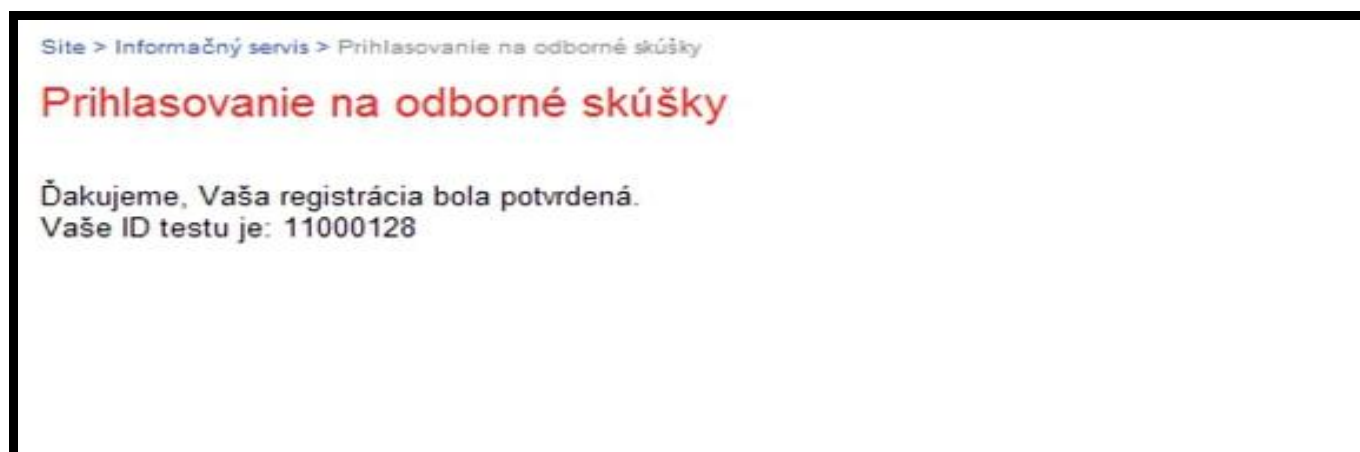 Site > Informačný servis > Prihlasovanie na odborné skúšky
Prihlasovanie na odborné skúšky
Ďakujeme, Vaša registrácia bola potvrdená.
Vaše ID testu je: 11000128